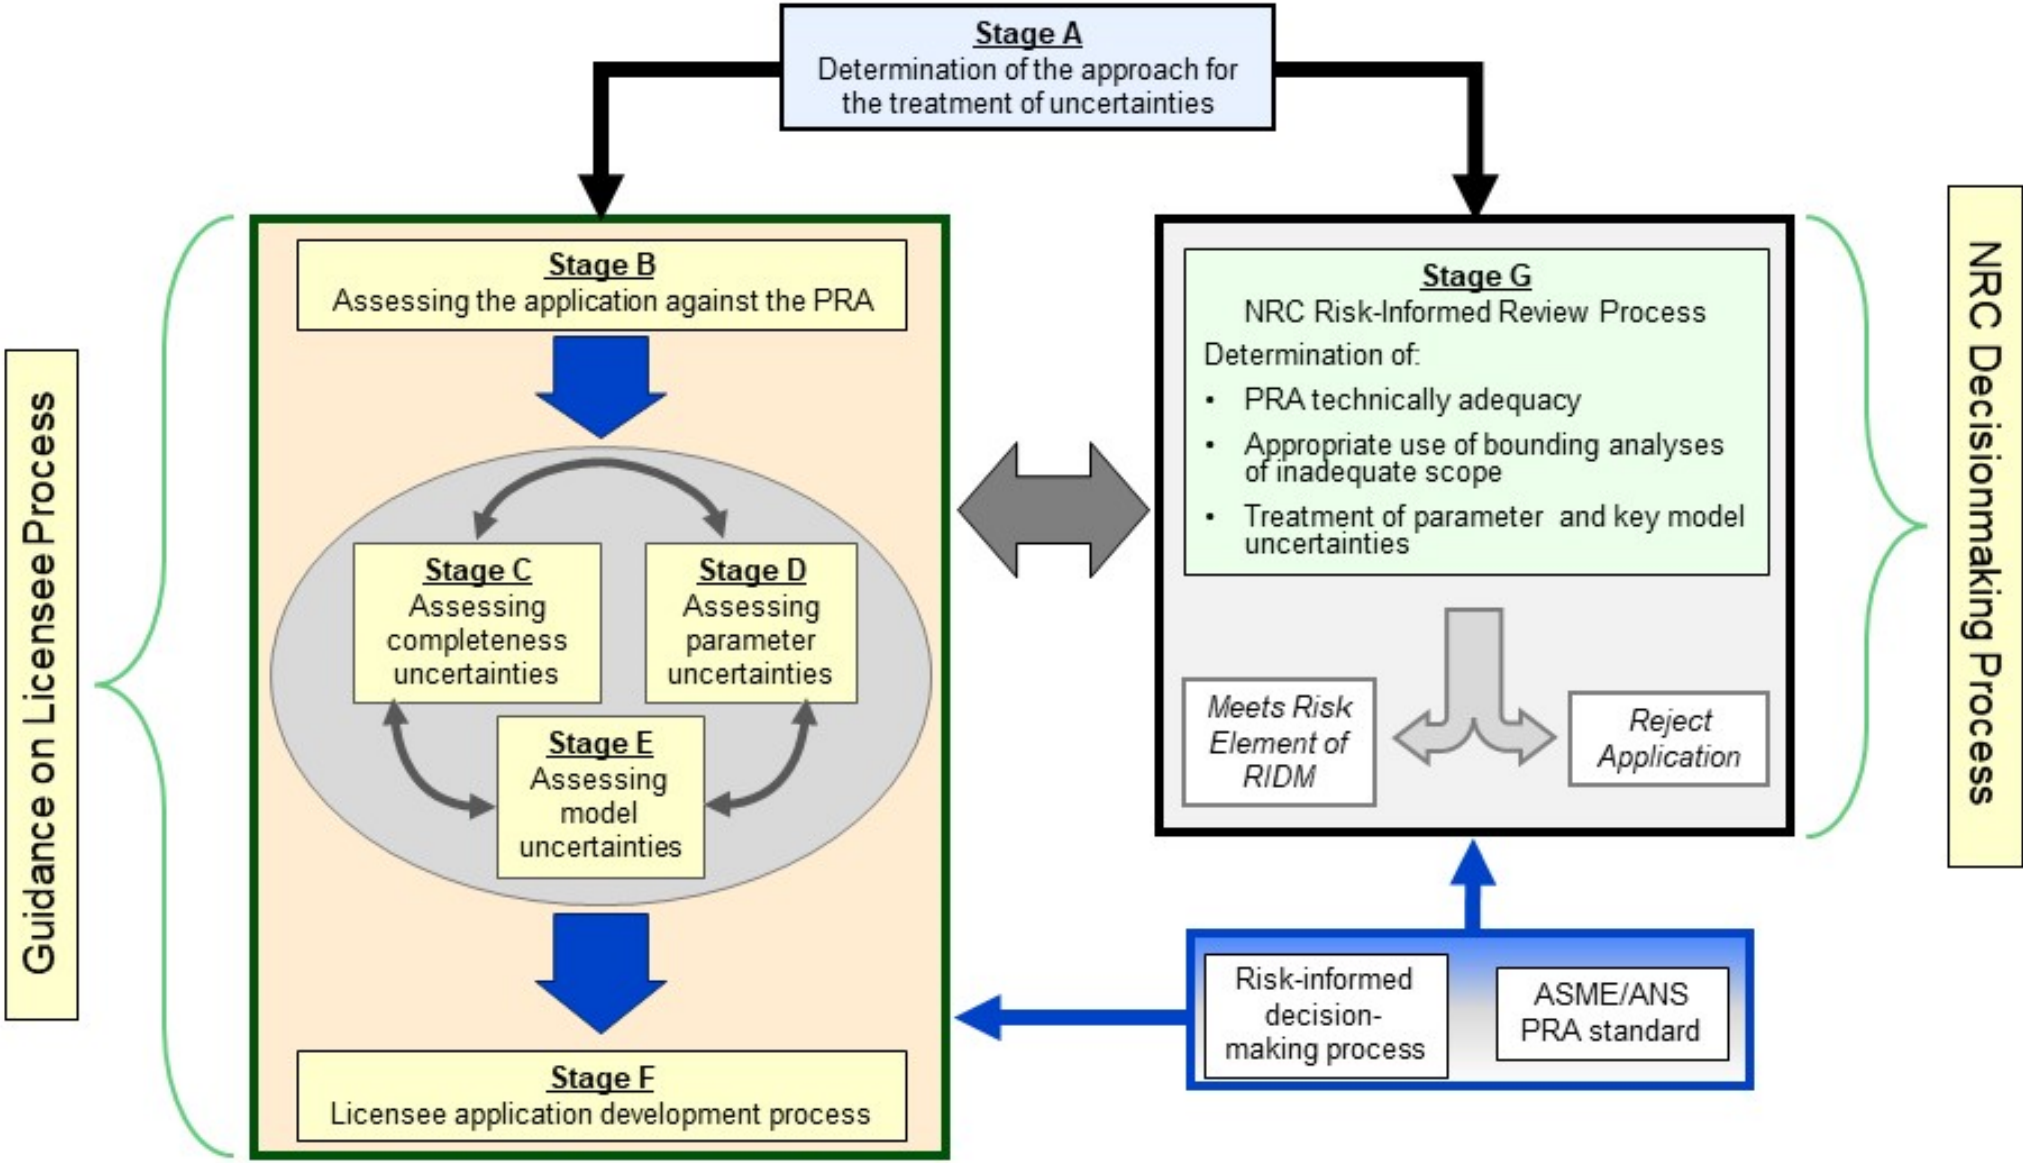 Stage A
Determination of the approach for
the treatment of uncertainties
Guidance on Licensee Process
Stage B
Assessing the application against the PRA
Stage C
Assessing
completeness
uncertainties
Stage D
Assessing
parameter
uncertainties
Stage E
Assessing
model
uncertainties
Stage F
Licensee application development process
Stage G
NRC Risk-Informed Review Process
Determination of:
• PRA technically adequacy
• Appropriate use of bounding analyses
of inadequate scope
• Treatment of parameter and key model
uncertainties
Meets Risk
Element of
RIDM
Reject
Application
Risk-informed
decision-
making process
ASME/ANS
PRA standard
NRC Decisionmaking Process